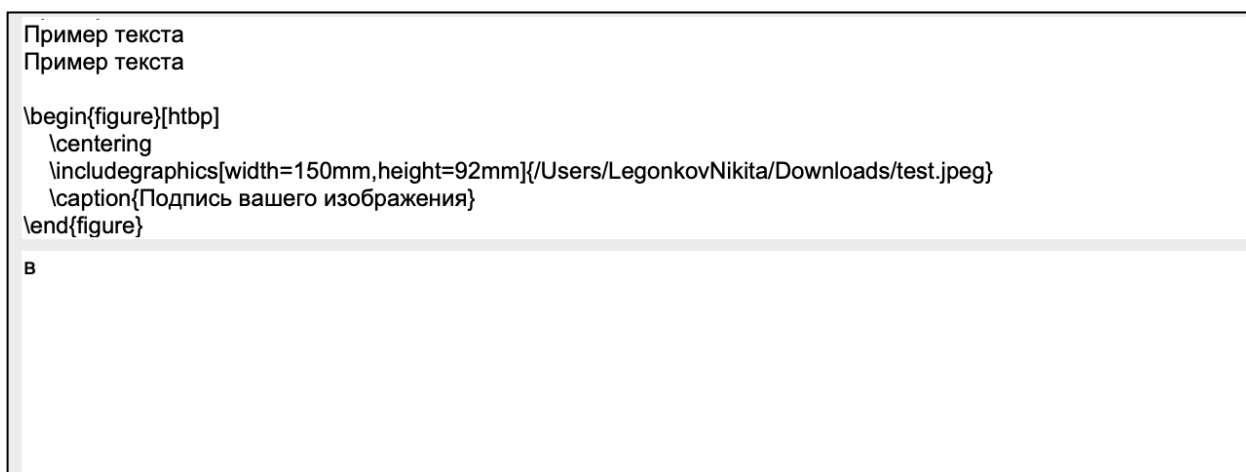 Пример текста
Пример текста
\begin{figure}[htbp]
\centering
\includegraphics[width=150mm,height=92mm]{/Users/LegonkovNikita/Downloads/test.jpeg}
\caption{Подпись вашего изображения}
\end{figure}
в